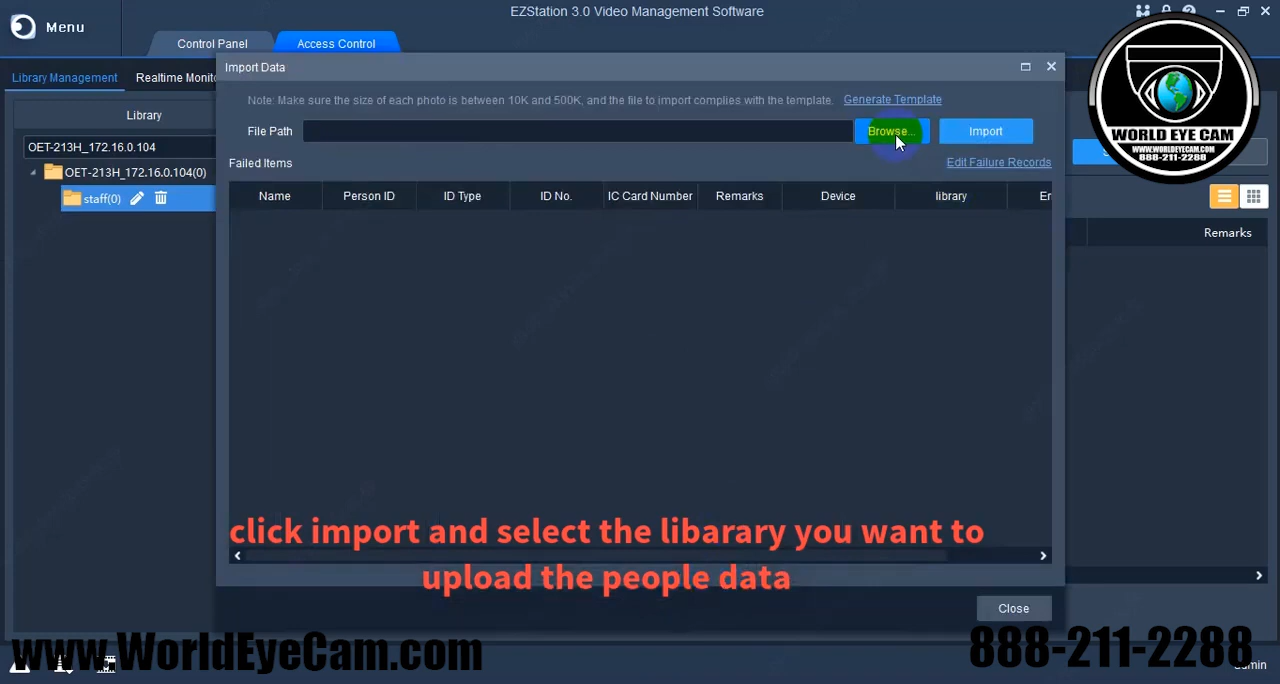 EZStation 3.0 Video Management Software
Menu
Control Panel
Access Control
Library Management
Realtime Monito
Import Data
Library
Note: Make sure the size of each photo is between 10K and 500K, and the file to import complies with the template. Generate Template
OET-213H_172.16.0.104
File Path
Browse...
Import
Failed Items
Edit Failure Records
OET-213H_172.16.0.104(0)
staff(0)
Name
Person ID
ID Type
ID No.
IC Card Number
Remarks
Device
library
Er
Remarks
WORLD EYE CAM
WWW.WORLDEYECAM.COM
888-211-2288
click import and select the libarary you want to
upload the people data
Close
www.WorldEyeCam.com
888-211-2288
admin